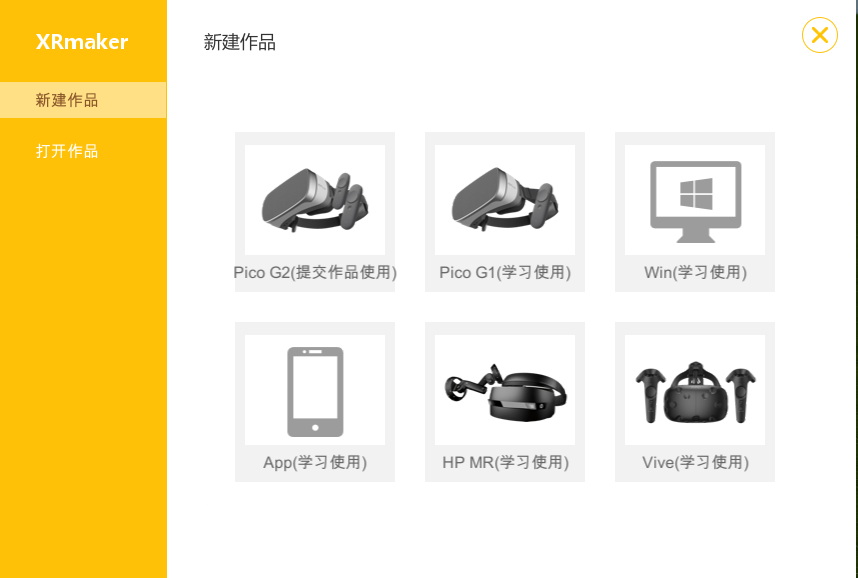 XRmaker
新建作品
打开作品
新建作品
Pico G2(提交作品使用)
Pico G1(学习使用)
Win(学习使用)
App(学习使用)
HP MR(学习使用)
Vive(学习使用)